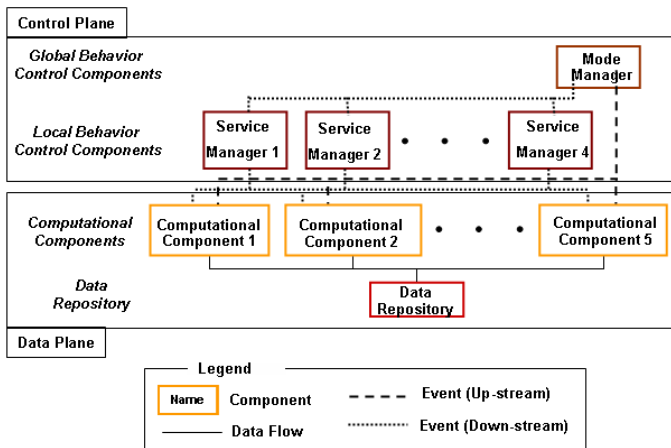 Control Plane
Global Behavior
Control Components
Mode
Manager
Local Behavior
Control Components
Service
Manager 1
Service
Manager 2
Service
Manager 4
Computational
Components
Computational
Component 1
Computational
Component 2
Computational
Component 5
Data
Repository
Data
Repository
Data Plane
Legend
Name
Component
Event (Up-stream)
Data Flow
Event (Down-stream)